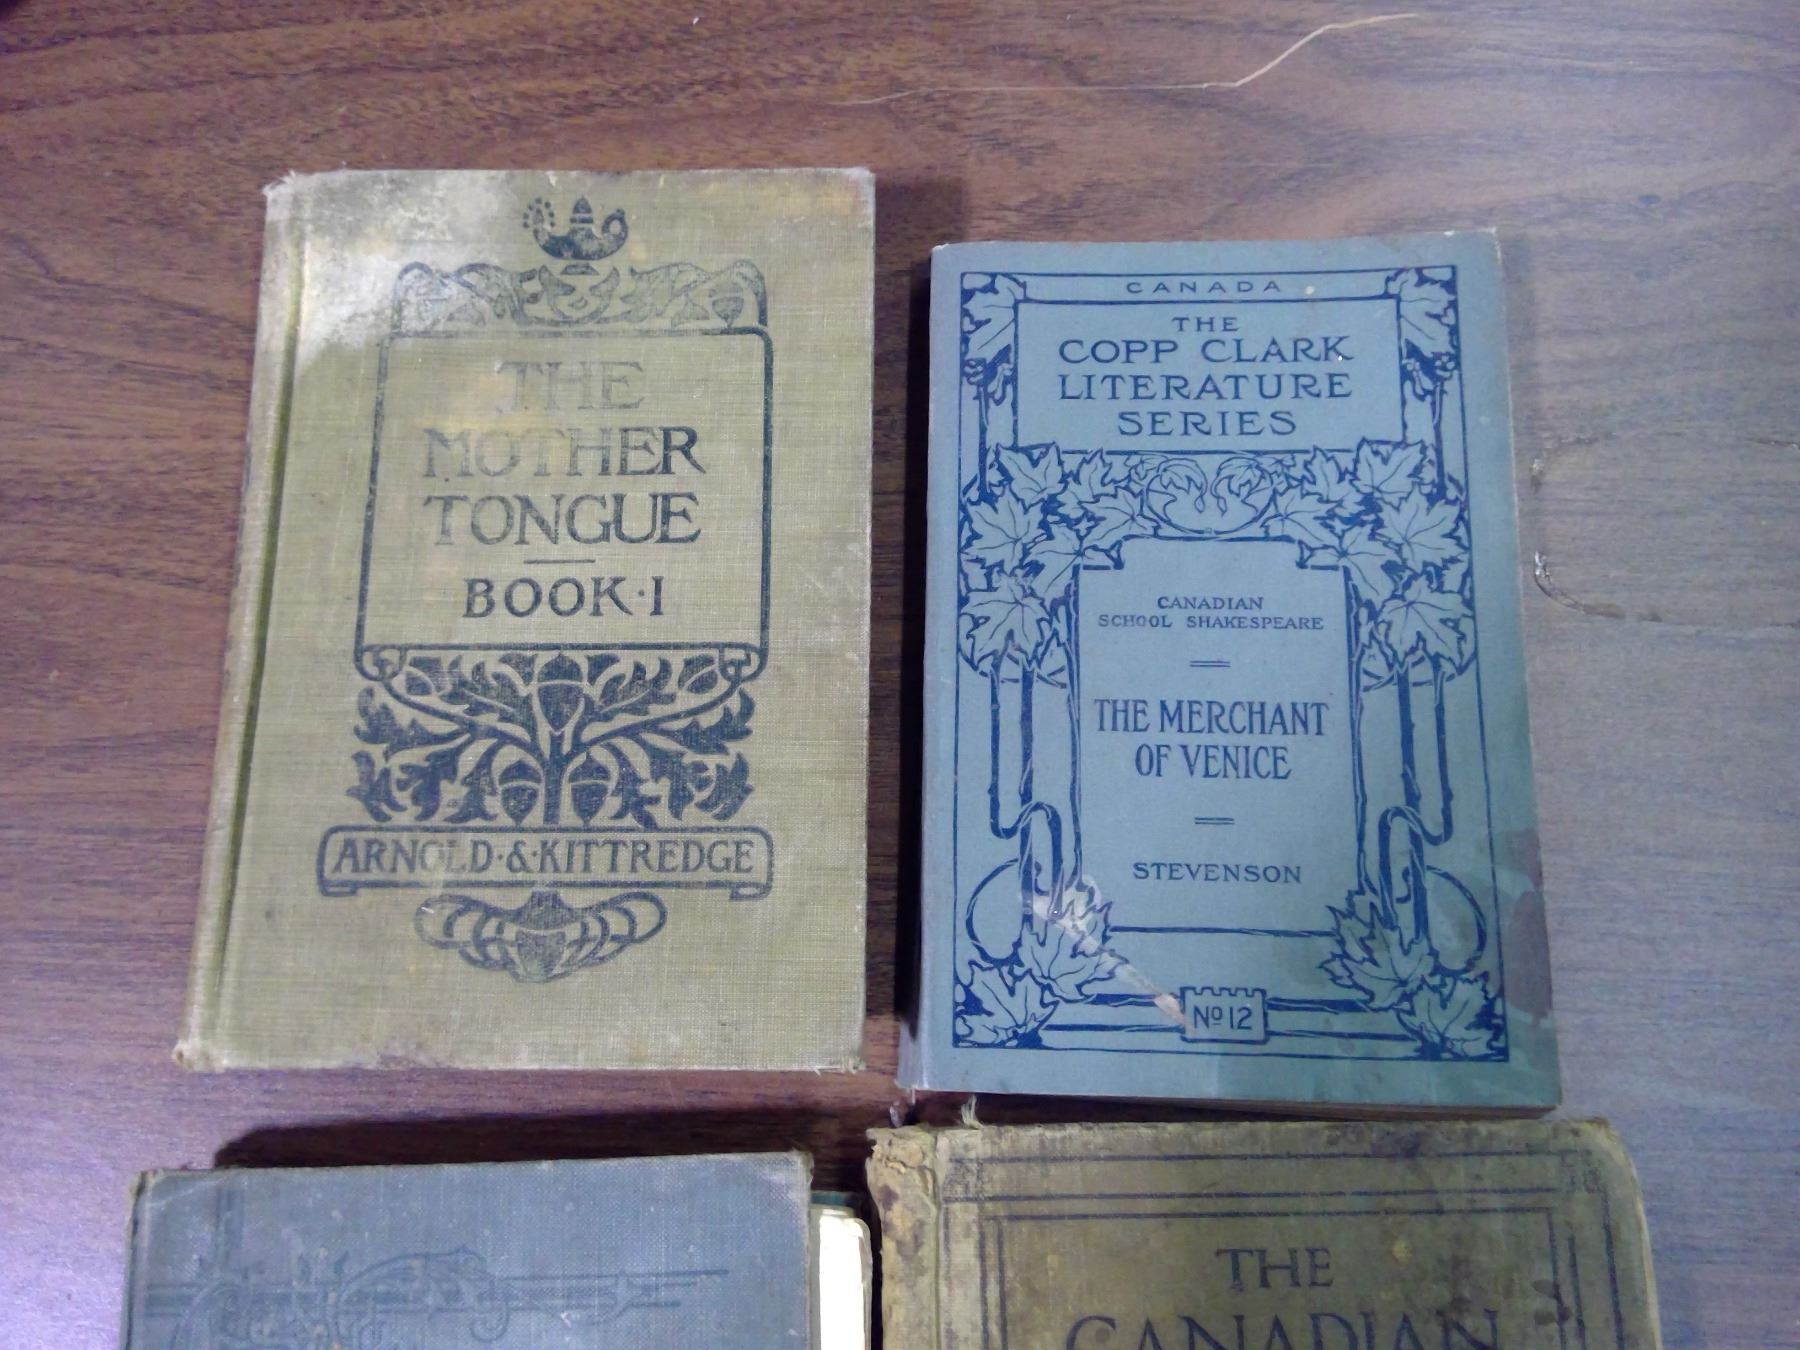 THE
MOTHER
TONGUE
BOOK·I
ARNOLD·&·KITTREDGE
CANADA
THE
COPP CLARK
LITERATURE
SERIES
CANADIAN
SCHOOL SHAKESPEARE
THE MERCHANT
OF VENICE
STEVENSON
No 12
THE
CANADIAN